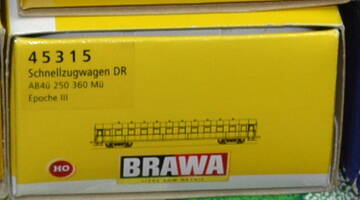 45315
Schnellzugwagen DR
AB4ü 250 360 Mü
Epoche III
HO
BRAWA